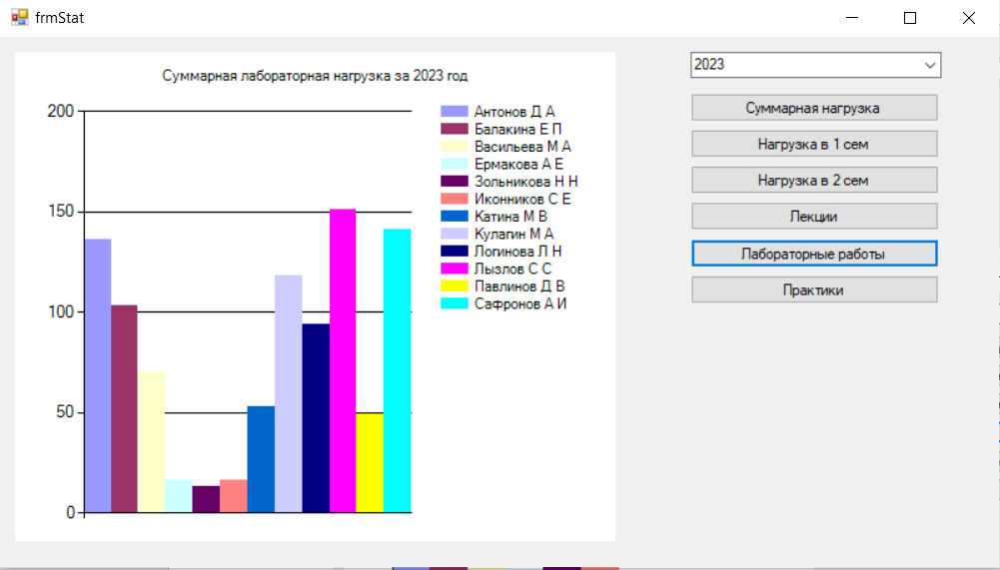 frmStat
Суммарная лабораторная нагрузка за 2023 год
200
150
100
50
0
Антонов Д А
Балакина Е П
Васильева М А
Ермакова А Е
Зольникова Н Н
Иконников С Е
Катина М В
Кулагин М А
Логинова Л Н
Лызлов С С
Павлинов Д В
Сафронов А И
2023
Суммарная нагрузка
Нагрузка в 1 сем
Нагрузка в 2 сем
Лекции
Лабораторные работы
Практики